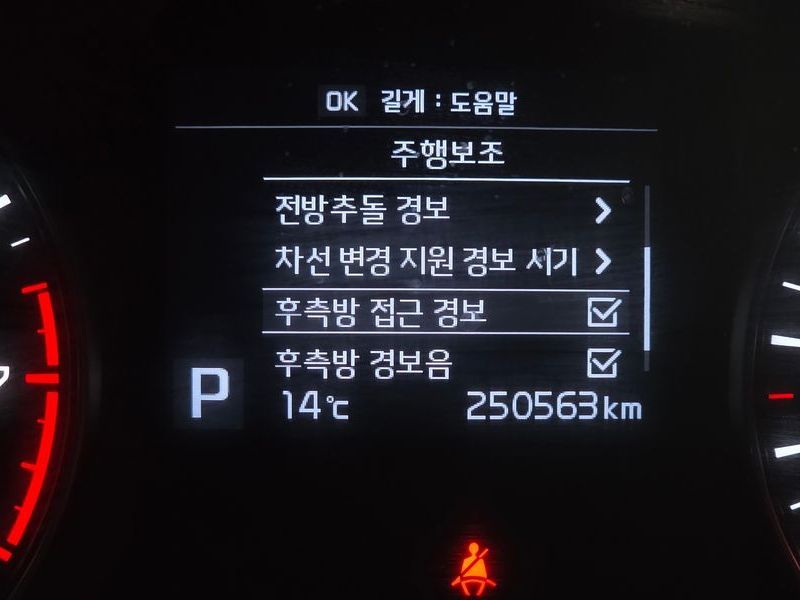 OK 길게 : 도움말
주행보조
전방추돌 경보
차선 변경 지원 경보 시기
후측방 접근 경보
후측방 경보음
P
14℃ 250563km